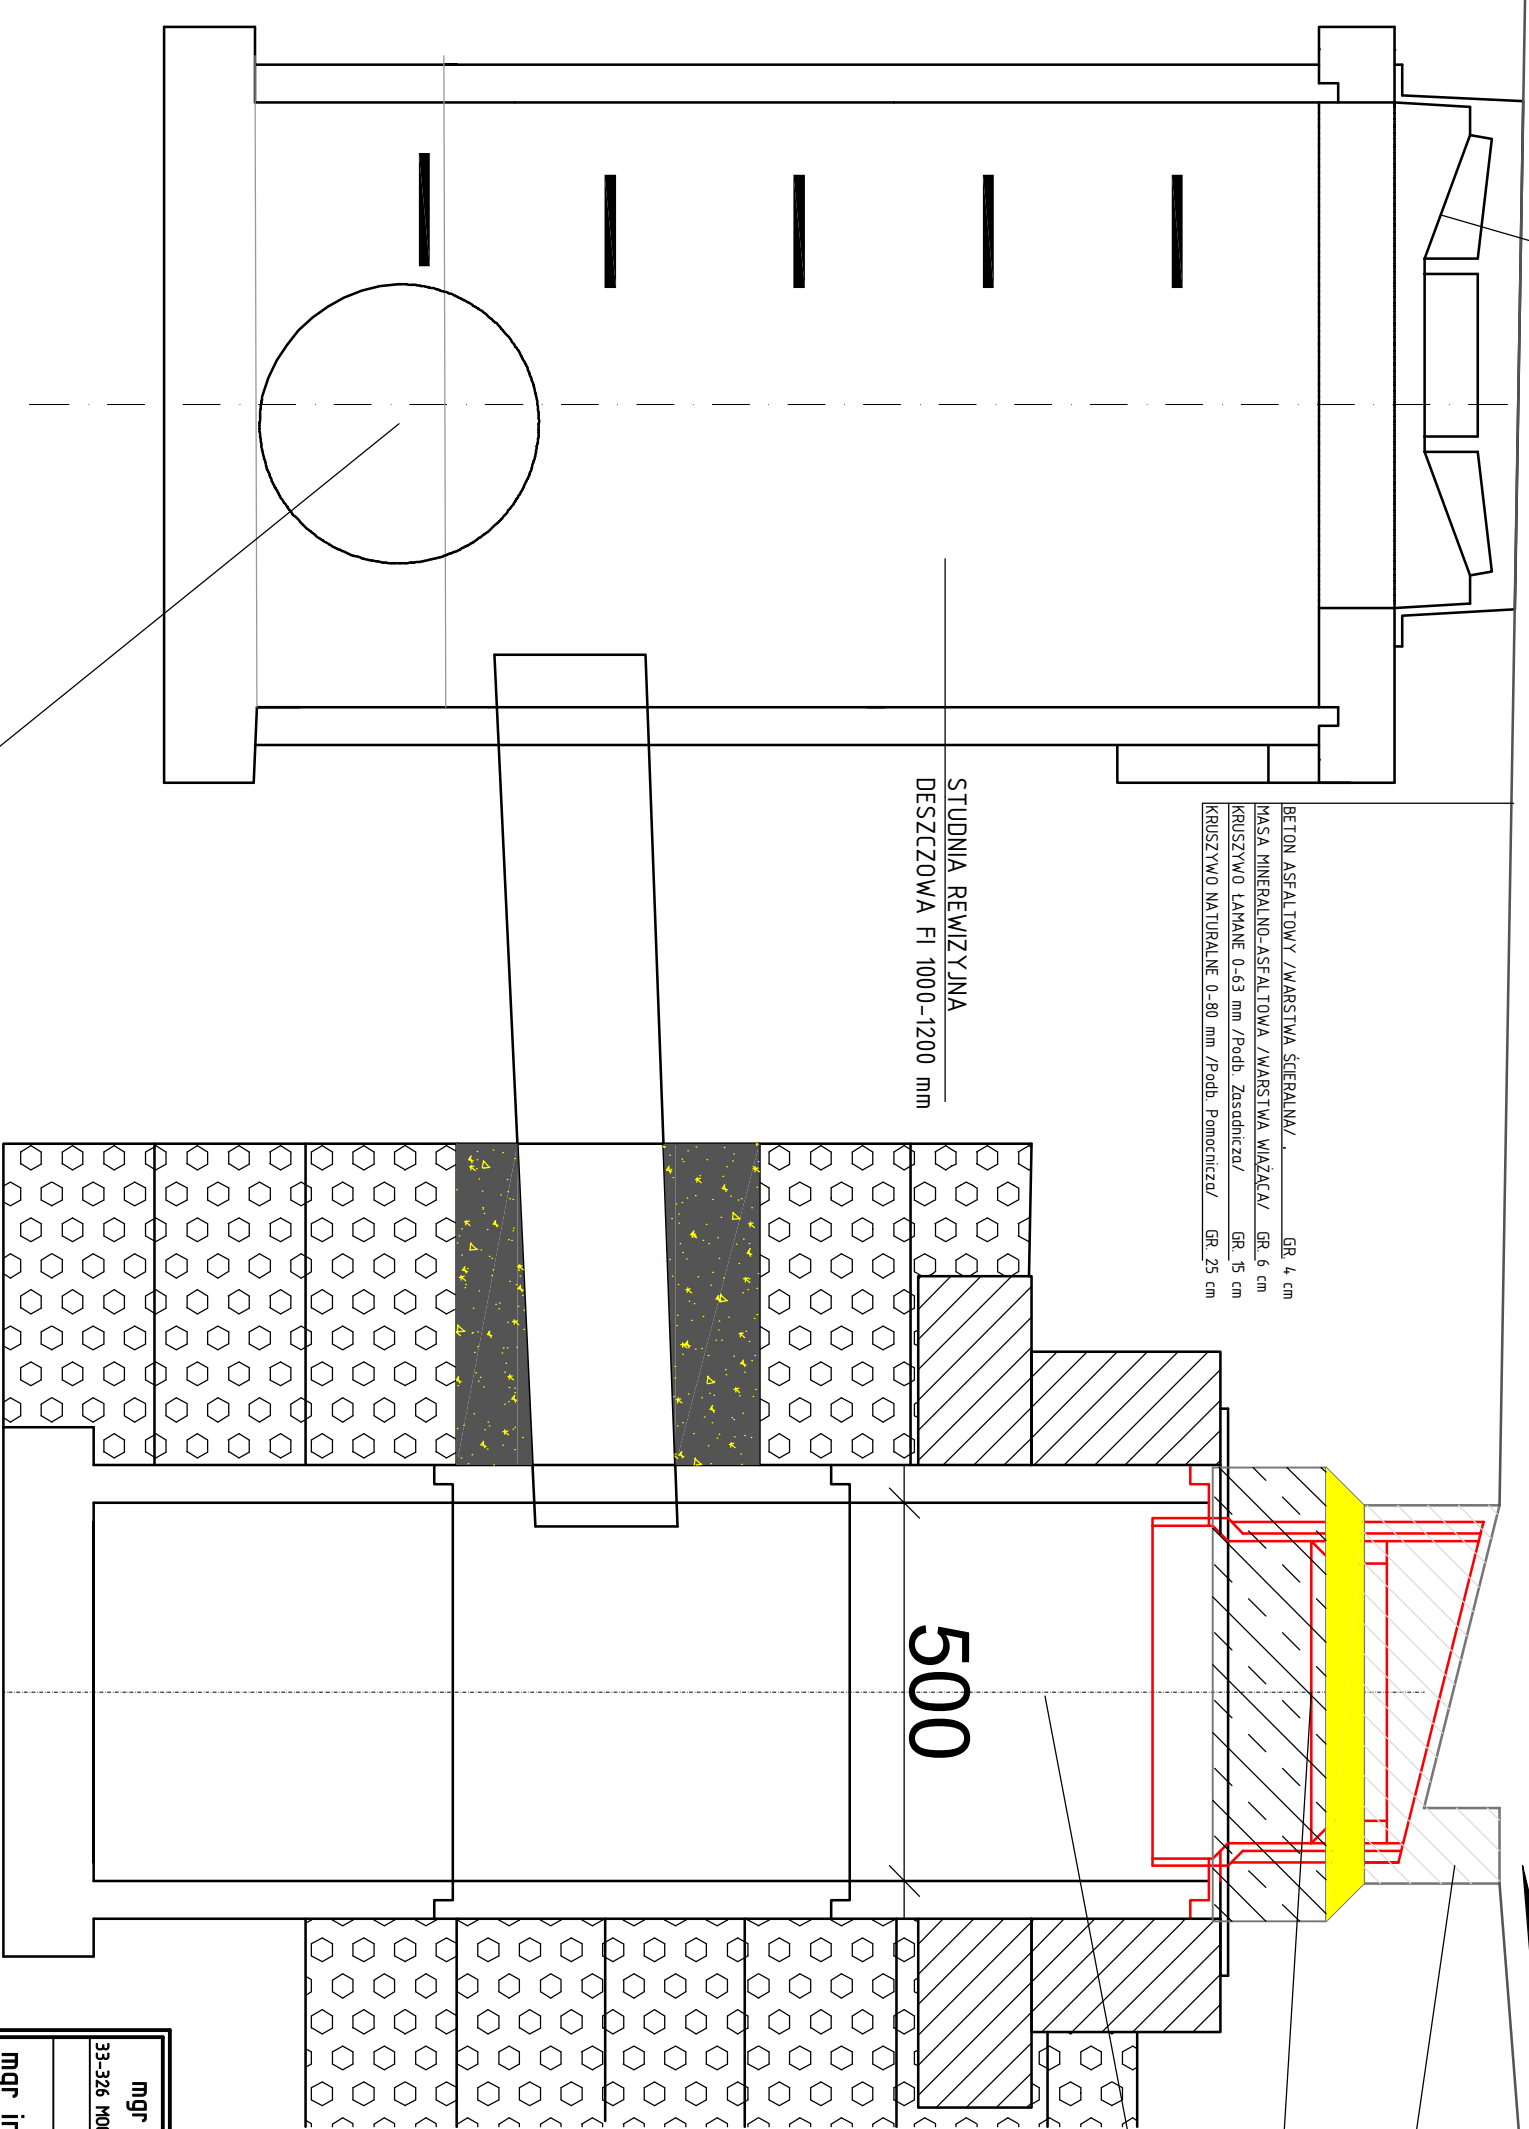 BETON ASFALTOWY /WARSTWA ŚCIERALNA/ . GR. 4 cm
MASA MINERALNO-ASFALTOWA /WARSTWA WIĄŻĄCA/ GR. 6 cm
KRUSZYWO ŁAMANE 0-63 mm /Podb. Zasadnicza/ GR. 15 cm
KRUSZYWO NATURALNE 0-80 mm /Podb. Pomocnicza/ GR. 25 cm
STUDNIA REWIZYJNA
DESZCZOWA FI 1000-1200 mm
500
mgr
33-326
mgr